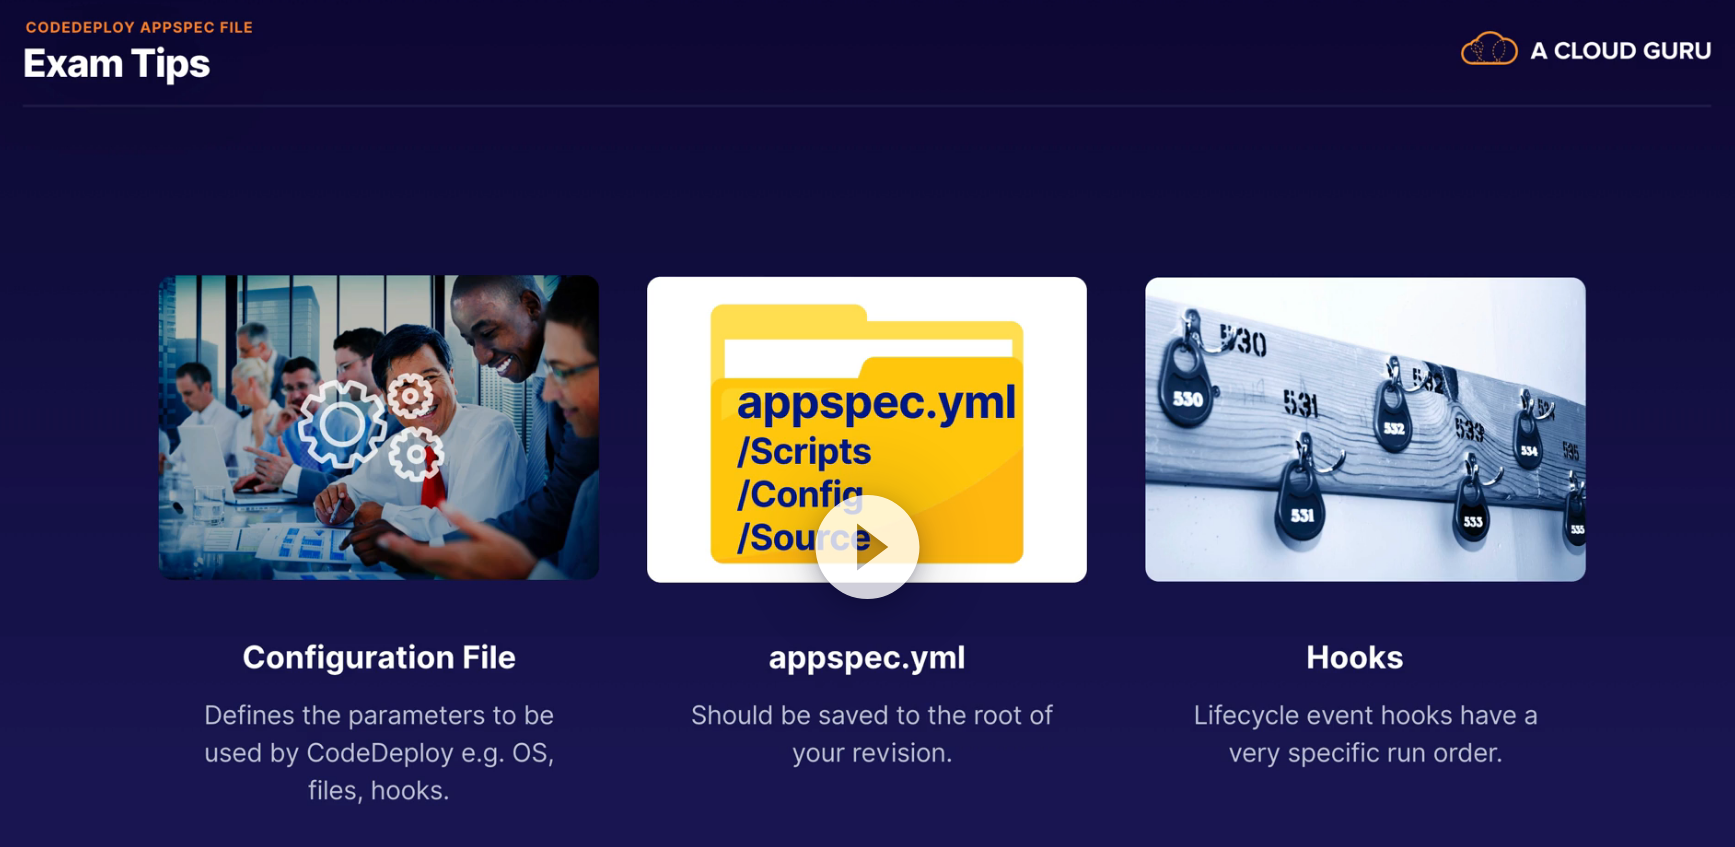 CODEDEPLOY APPSPEC FILE
Exam Tips
A CLOUD GURU
appspec.yml
/Scripts
/Config
/Source
530
530
531
531
532
532
533
533
534
534
535
535
Configuration File
Defines the parameters to be
used by CodeDeploy e.g. OS,
files, hooks.
appspec.yml
Should be saved to the root of
your revision.
Hooks
Lifecycle event hooks have a
very specific run order.